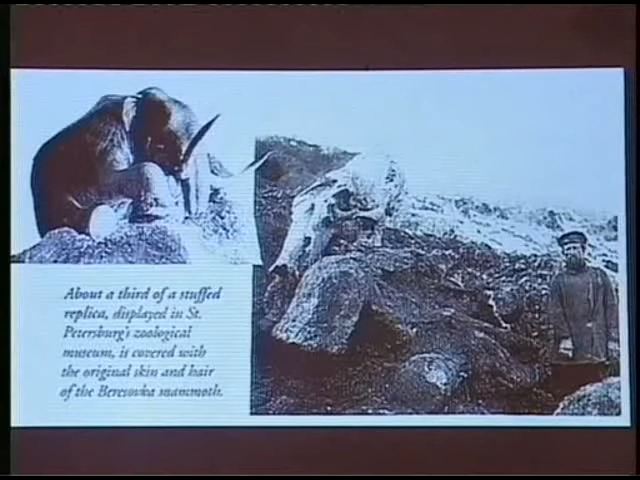 About a third of a stuffed
replica, displayed in St.
Petersburg's zoological
museum, is covered with
the original skin and hair
of the Beresovka mammoth.